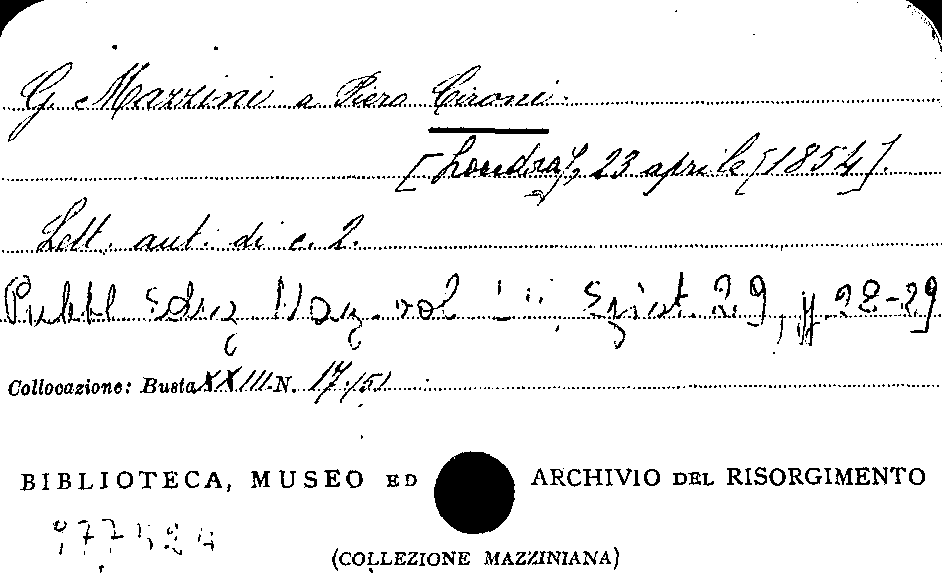 G. Mazzini a Piero Cironi.
[Londra], 23 aprile [1854].
Lett. aut. di c. 2.
Pubbl Ediz Naz. vol Epist. 29, pp. 28-29
Collocazione: Busta XXIII N. 17/51
BIBLIOTECA, MUSEO ED ARCHIVIO DEL RISORGIMENTO
977524
(COLLEZIONE MAZZINIANA)